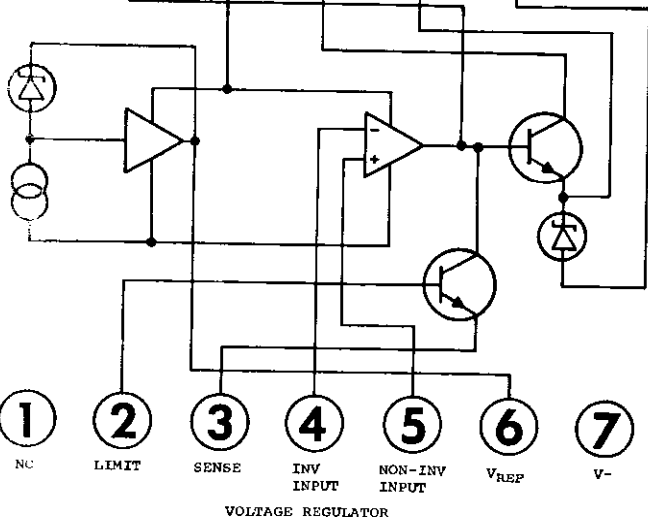 - +
1 2 3 4 5 6 7
NC LIMIT SENSE INV INPUT NON-INV INPUT VREF V-
VOLTAGE REGULATOR